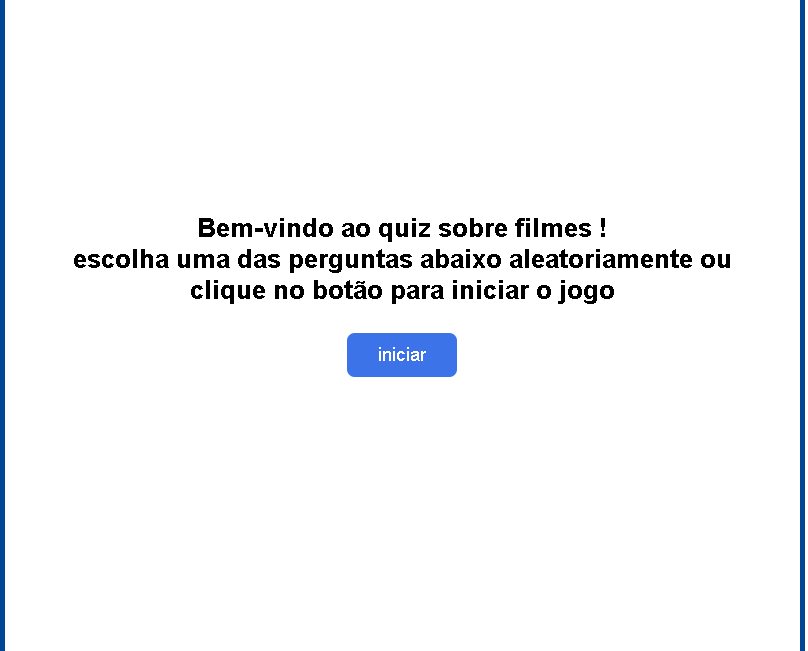 Bem-vindo ao quiz sobre filmes !
escolha uma das perguntas abaixo aleatoriamente ou
clique no botão para iniciar o jogo
iniciar